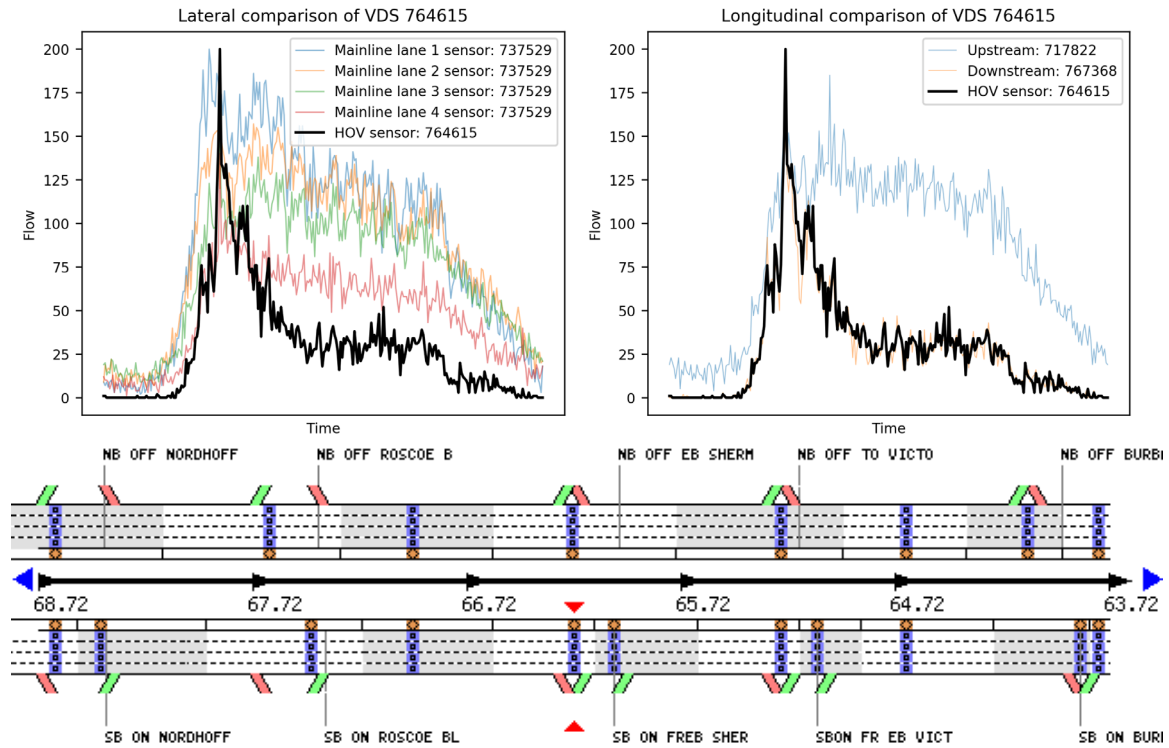 Lateral comparison of VDS 764615
200
175
150
125
100
75
50
25
0
Flow
Time
Mainline lane 1 sensor: 737529
Mainline lane 2 sensor: 737529
Mainline lane 3 sensor: 737529
Mainline lane 4 sensor: 737529
HOV sensor: 764615
Longitudinal comparison of VDS 764615
200
175
150
125
100
75
50
25
0
Flow
Time
Upstream: 717822
Downstream: 767368
HOV sensor: 764615
NB OFF NORDHOFF
NB OFF ROSCOE B
NB OFF EB SHERM
NB OFF TO VICTO
NB OFF BURB
68.72
67.72
66.72
65.72
64.72
63.72
SB ON NORDHOFF
SB ON ROSCOE BL
SB ON FREB SHER
SBON FR EB VICT
SB ON BUR